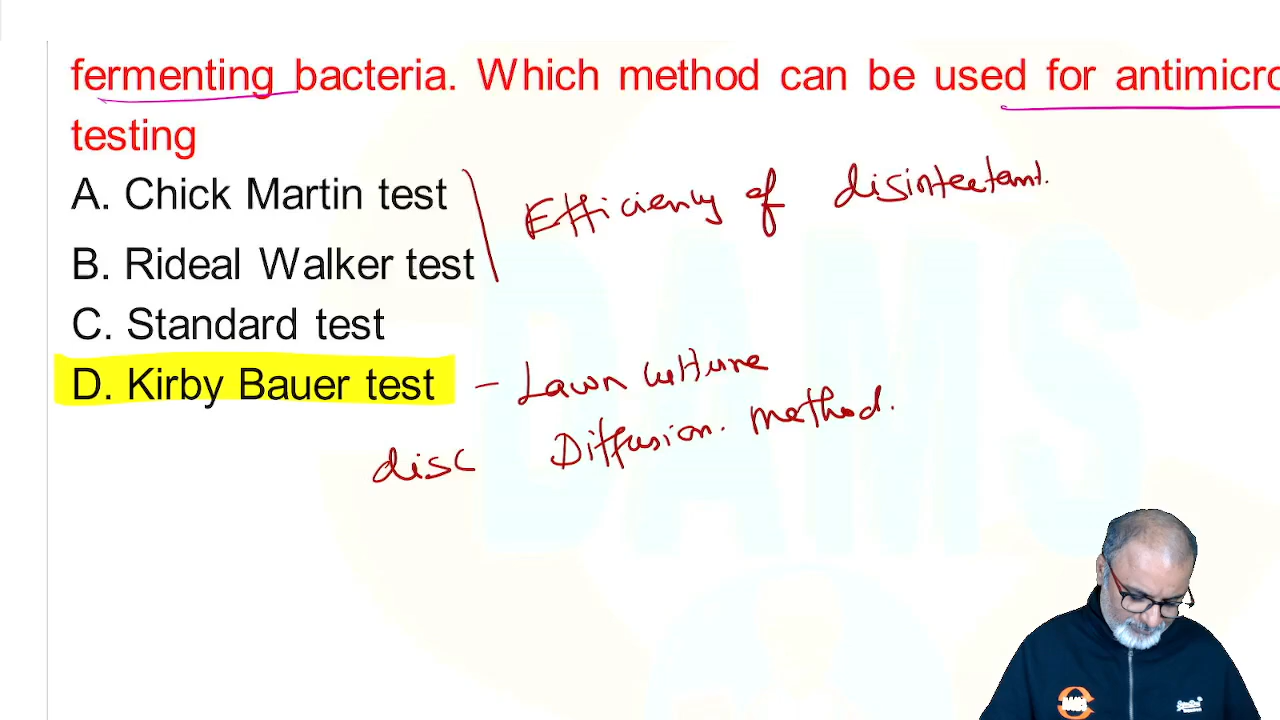 fermenting bacteria. Which method can be used for antimicro
testing
A. Chick Martin test
Efficiency of disinfectant.
B. Rideal Walker test
C. Standard test
D. Kirby Bauer test
- Lawn culture
disc Diffusion. method.
DAMS